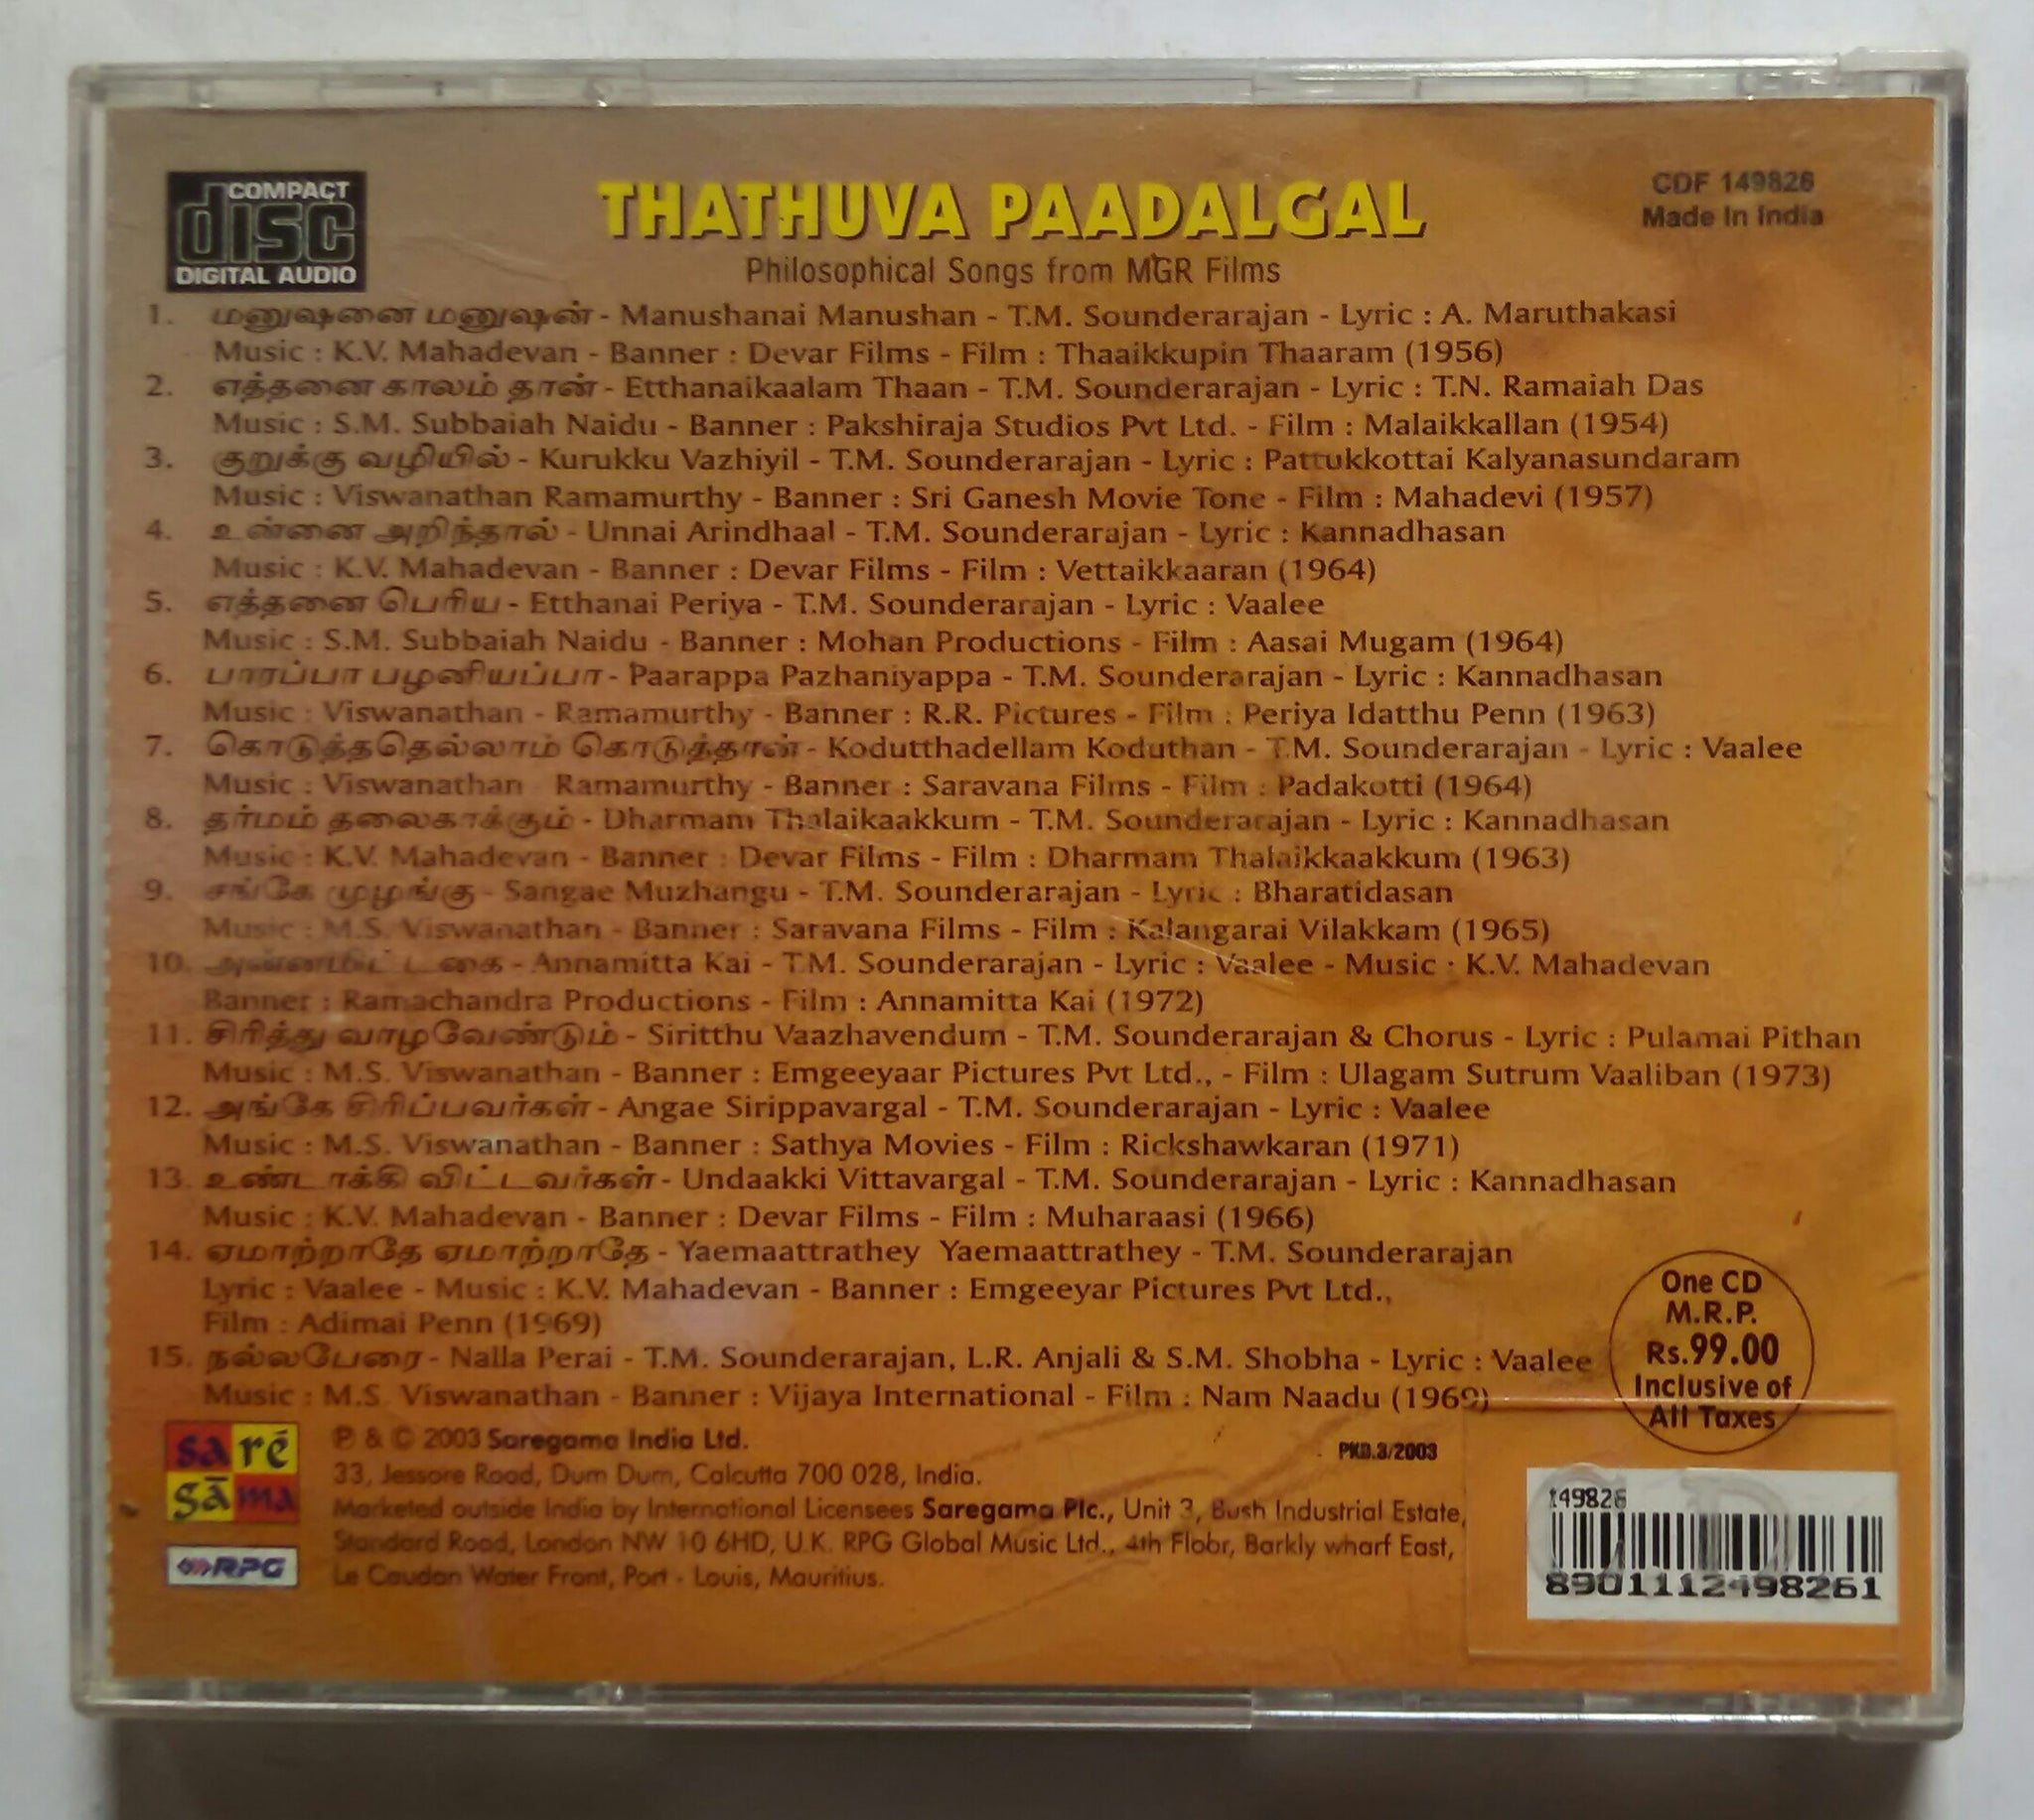 COMPACT
disc
DIGITAL AUDIO
THATHUVA PAADALGAL
Philosophical Songs from MGR Films
CDF 149826
Made In India
1. மனுஷனை மனுஷன் - Manushanai Manushan - T.M. Sounderarajan - Lyric : A. Maruthakasi
Music : K.V. Mahadevan - Banner : Devar Films - Film : Thaaikkupin Thaaram (1956)
2. எத்தனை காலம் தான் - Etthanaikaalam Thaan - T.M. Sounderarajan - Lyric : T.N. Ramaiah Das
Music : S.M. Subbaiah Naidu - Banner : Pakshiraja Studios Pvt Ltd. - Film : Malaikkallan (1954)
3. குறுக்கு வழியில் - Kurukku Vazhiyil - T.M. Sounderarajan - Lyric : Pattukkottai Kalyanasundaram
Music : Viswanathan Ramamurthy - Banner : Sri Ganesh Movie Tone - Film : Mahadevi (1957)
4. உன்னை அறிந்தால் - Unnai Arindhaal - T.M. Sounderarajan - Lyric : Kannadhasan
Music : K.V. Mahadevan - Banner : Devar Films - Film : Vettaikkaaran (1964)
5. எத்தனை பெரிய - Etthanai Periya - T.M. Sounderarajan - Lyric : Vaalee
Music : S.M. Subbaiah Naidu - Banner : Mohan Productions - Film : Aasai Mugam (1964)
6. பாரப்பா பழனியப்பா - Paarappa Pazhaniyappa - T.M. Sounderarajan - Lyric : Kannadhasan
Music : Viswanathan - Ramamurthy - Banner : R.R. Pictures - Film : Periya Idatthu Penn (1963)
7. கொடுத்ததெல்லாம் கொடுத்தான் - Kodutthadellam Koduthan - T.M. Sounderarajan - Lyric : Vaalee
Music : Viswanathan Ramamurthy - Banner : Saravana Films - Film : Padakotti (1964)
8. தர்மம் தலைகாக்கும் - Dharmam Thalaikaakkum - T.M. Sounderarajan - Lyric : Kannadhasan
Music : K.V. Mahadevan - Banner : Devar Films - Film : Dharmam Thalaikkaakkum (1963)
9. சங்கே முழங்கு - Sangae Muzhangu - T.M. Sounderarajan - Lyric : Bharatidasan
Music : M.S. Viswanathan - Banner : Saravana Films - Film : Kalangarai Vilakkam (1965)
10. அன்னமிட்டகை - Annamitta Kai - T.M. Sounderarajan - Lyric : Vaalee - Music : K.V. Mahadevan
Banner : Ramachandra Productions - Film : Annamitta Kai (1972)
11. சிரித்து வாழவேண்டும் - Siritthu Vaazhavendum - T.M. Sounderarajan & Chorus - Lyric : Pulamai Pithan
Music : M.S. Viswanathan - Banner : Emgeeyaar Pictures Pvt Ltd., - Film : Ulagam Sutrum Vaaliban (1973)
12. அங்கே சிரிப்பவர்கள் - Angae Sirippavargal - T.M. Sounderarajan - Lyric : Vaalee
Music : M.S. Viswanathan - Banner : Sathya Movies - Film : Rickshawkaran (1971)
13. உண்டாக்கி விட்டவர்கள் - Undaakki Vittavargal - T.M. Sounderarajan - Lyric : Kannadhasan
Music : K.V. Mahadevan - Banner : Devar Films - Film : Muharaasi (1966)
14. ஏமாற்றாதே ஏமாற்றாதே - Yaemaattrathey Yaemaattrathey - T.M. Sounderarajan
Lyric : Vaalee - Music : K.V. Mahadevan - Banner : Emgeeyar Pictures Pvt Ltd.,
Film : Adimai Penn (1969)
15. நல்லபேரை - Nalla Perai - T.M. Sounderarajan, L.R. Anjali & S.M. Shobha - Lyric : Vaalee
Music : M.S. Viswanathan - Banner : Vijaya International - Film : Nam Naadu (1969)
One CD
M.R.P.
Rs.99.00
Inclusive of
All Taxes
saré
gāma
RPG
℗ & © 2003 Saregama India Ltd.
PKD.3/2003
33, Jessore Road, Dum Dum, Calcutta 700 028, India.
Marketed outside India by International Licensees Saregama Plc., Unit 3, Bush Industrial Estate,
Standard Road, London NW 10 6HD, U.K. RPG Global Music Ltd., 4th Floor, Barkly wharf East,
Le Caudan Water Front, Port - Louis, Mauritius.
149826
8901112498261